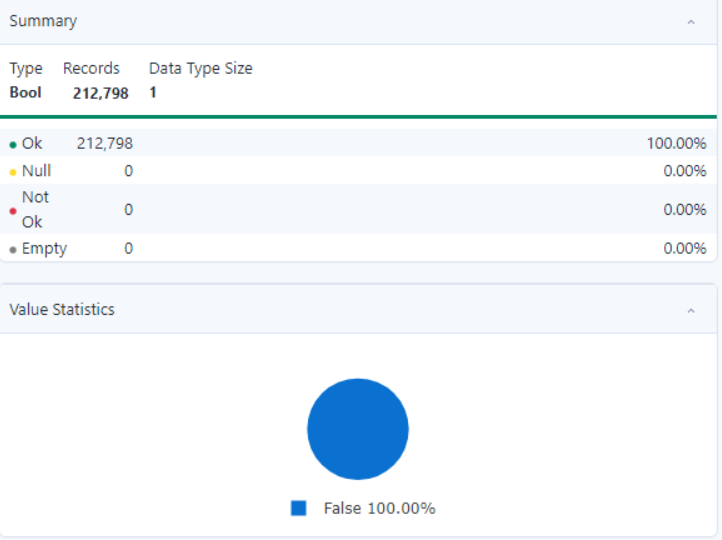 Summary
Type Records Data Type Size
Bool 212,798 1
Ok 212,798 100.00%
Null 0 0.00%
Not
Ok 0 0.00%
Empty 0 0.00%
Value Statistics
False 100.00%